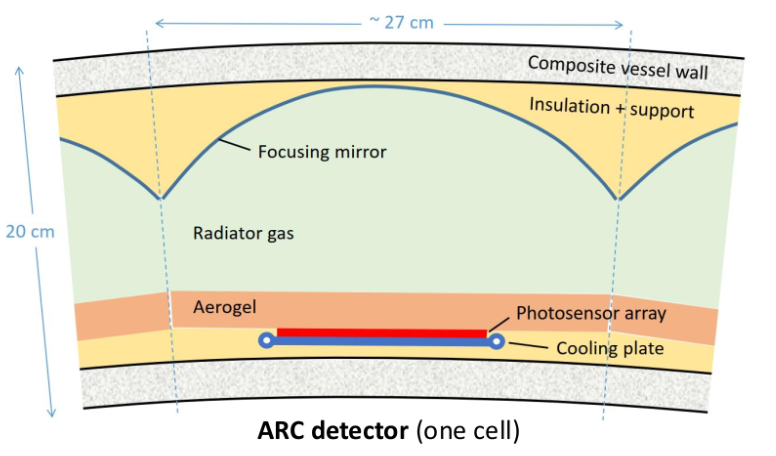 ~ 27 cm
Composite vessel wall
Insulation + support
Focusing mirror
20 cm
Radiator gas
Aerogel
Photosensor array
Cooling plate
ARC detector (one cell)